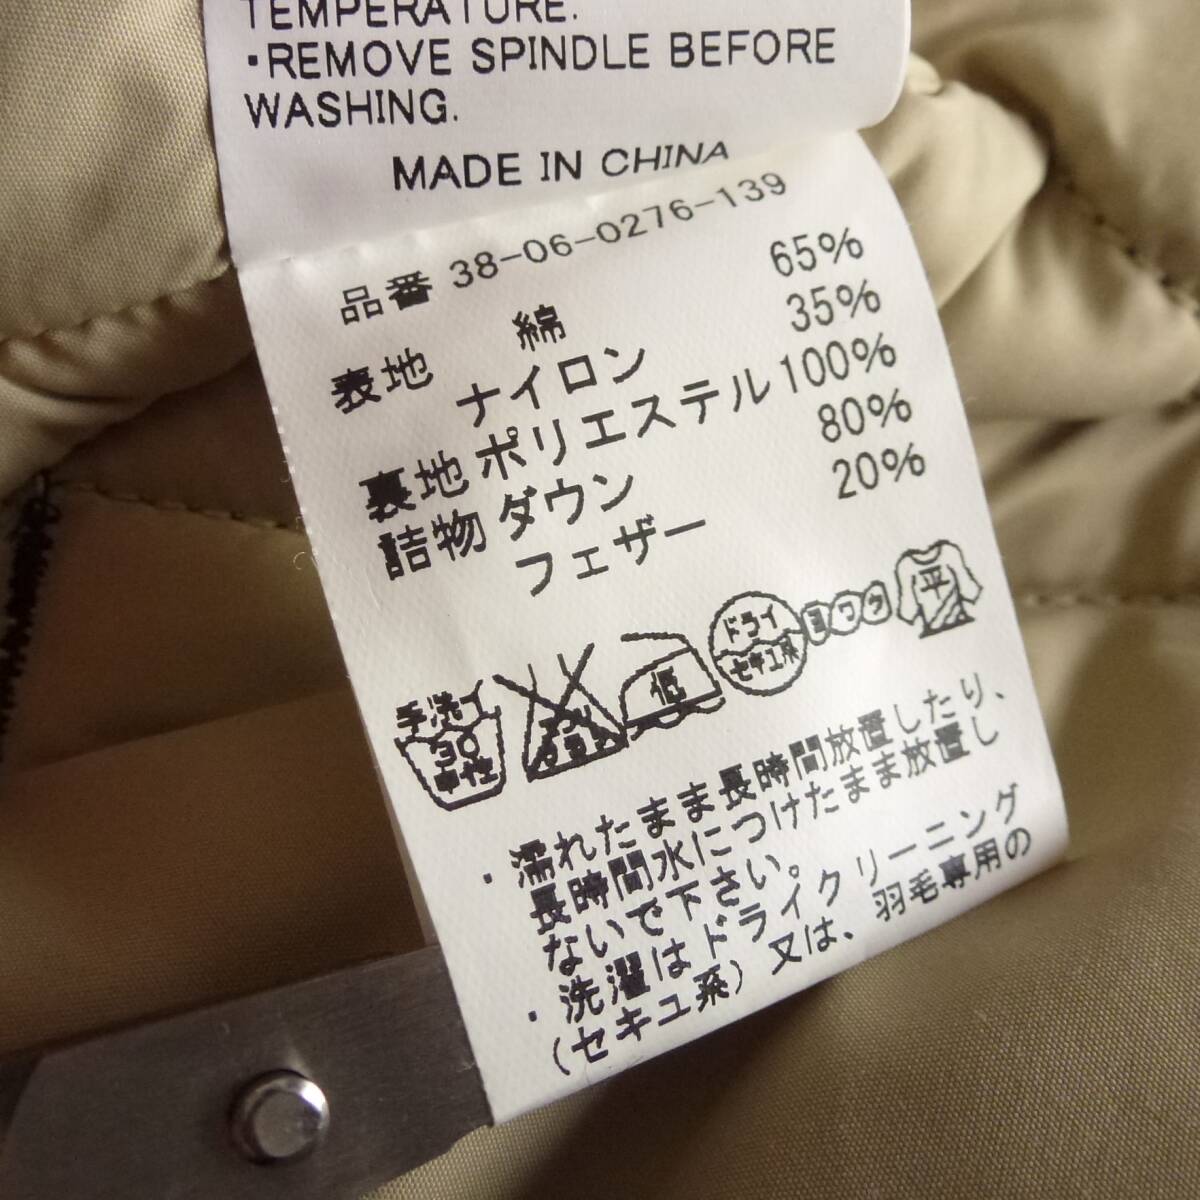 TEMPERATURE.
・REMOVE SPINDLE BEFORE
WASHING.
MADE IN CHINA
品番 38-06-0276-139
表地 綿 65%
ナイロン 35%
裏地 ポリエステル 100%
詰物 ダウン 80%
フェザー 20%
手洗イ
30
中性
エンソ
サラシ
低
ドライ
セキユ系
ヨワク
平
・濡れたまま長時間放置したり、
長時間水につけたまま放置し
ないで下さい。
・洗濯はドライクリーニング
(セキユ系)又は、羽毛専用の